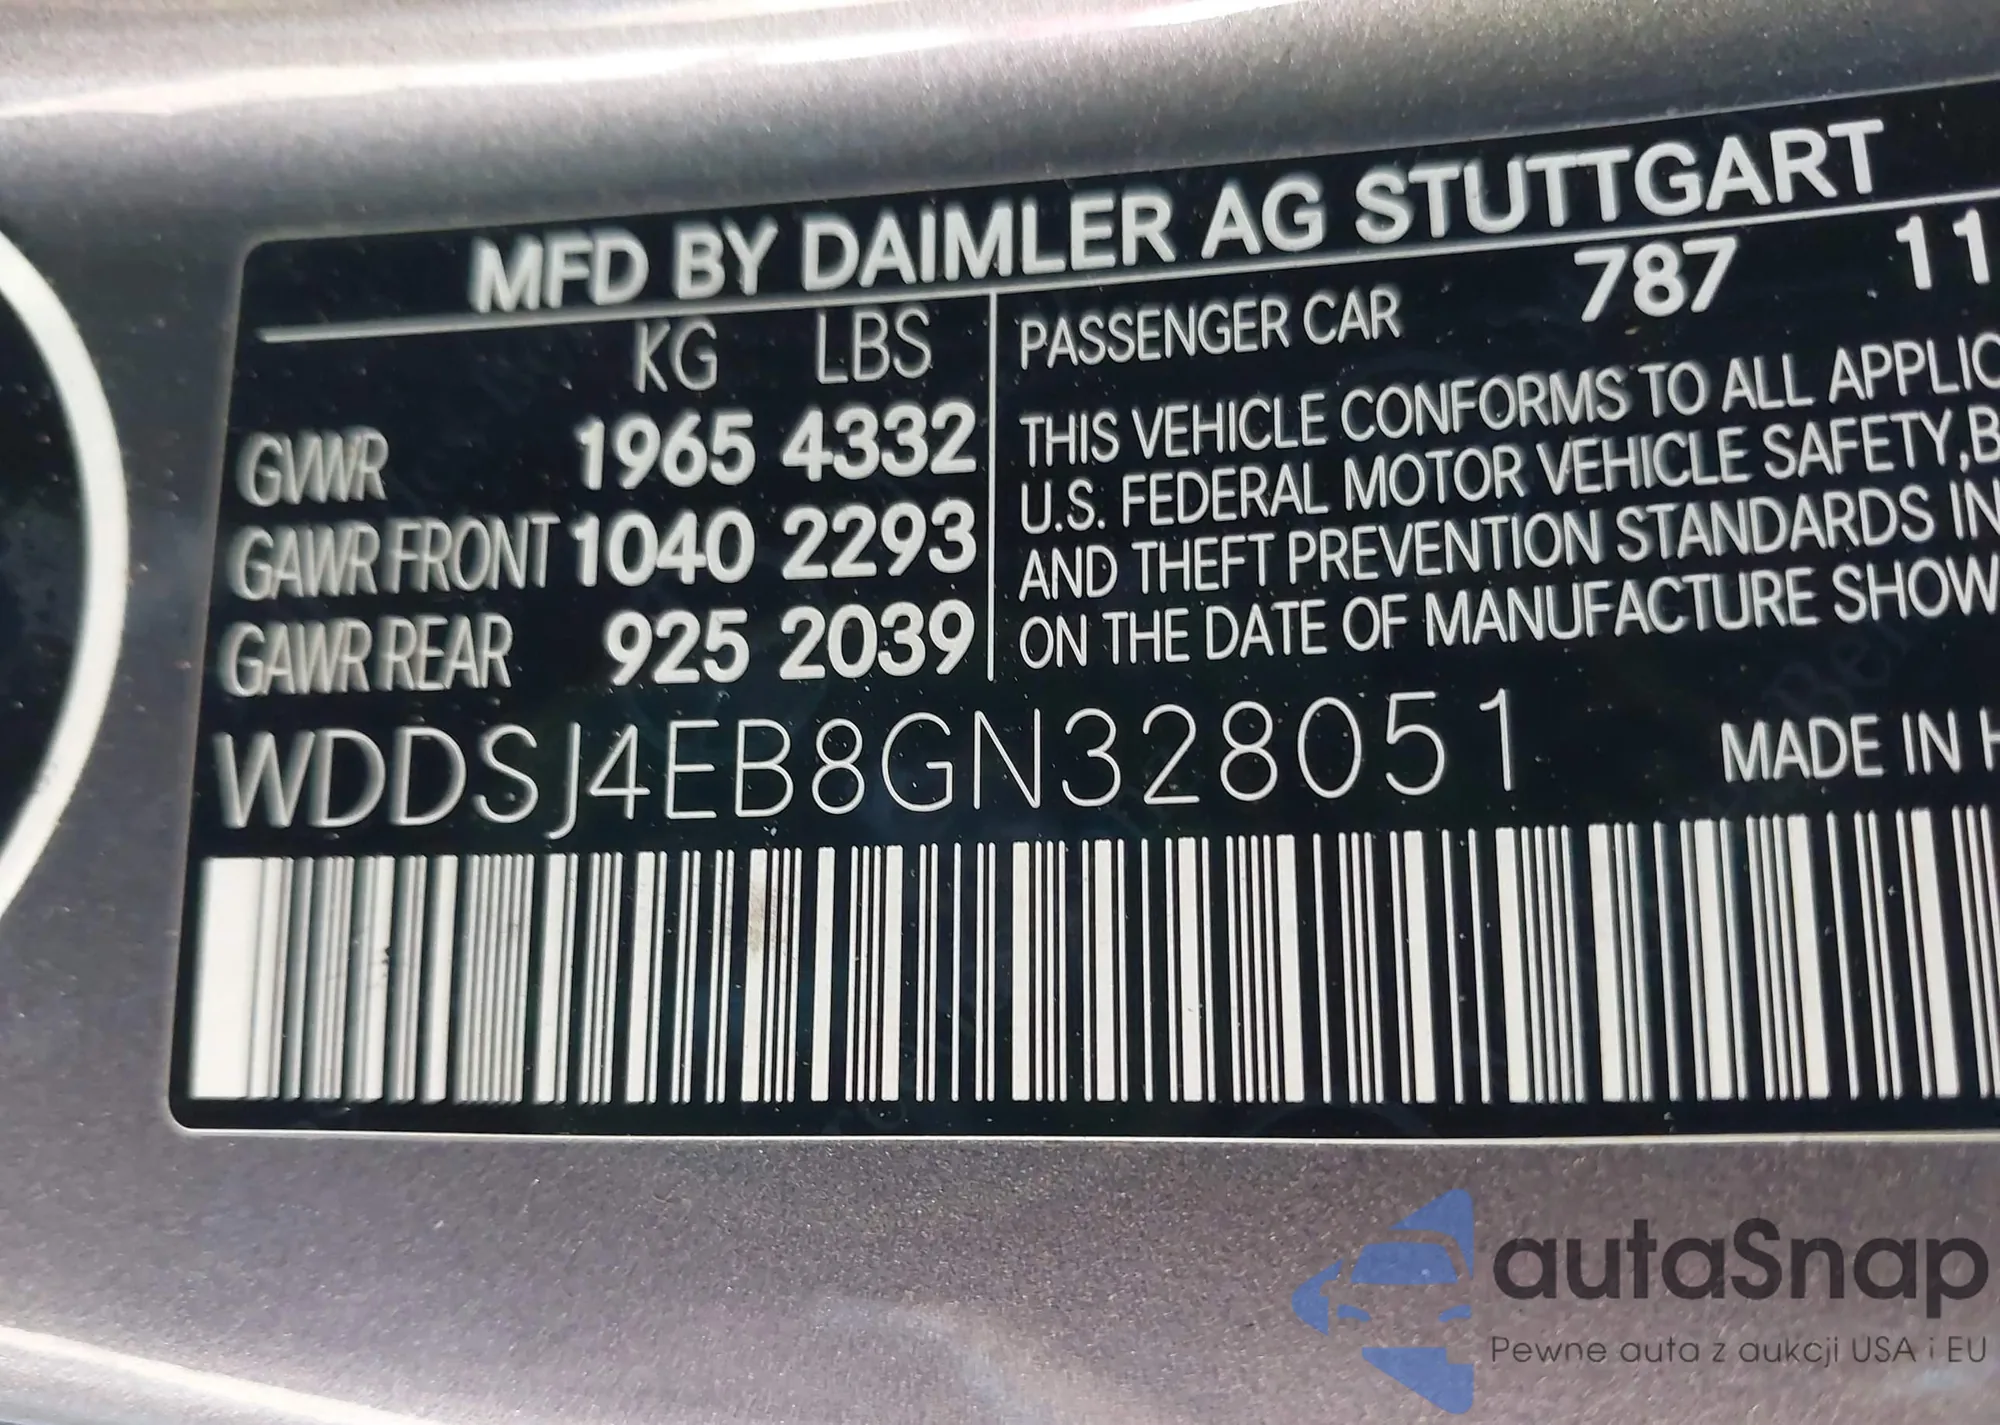 MFD BY DAIMLER AG STUTTGART
KG LBS
GVWR 1965 4332
GAWR FRONT 1040 2293
GAWR REAR 925 2039
PASSENGER CAR 787 11
THIS VEHICLE CONFORMS TO ALL APPLIC
U.S. FEDERAL MOTOR VEHICLE SAFETY,B
AND THEFT PREVENTION STANDARDS IN
ON THE DATE OF MANUFACTURE SHOW
WDDSJ4EB8GN328051 MADE IN H
autaSnap
Pewne auta z aukcji USA i EU